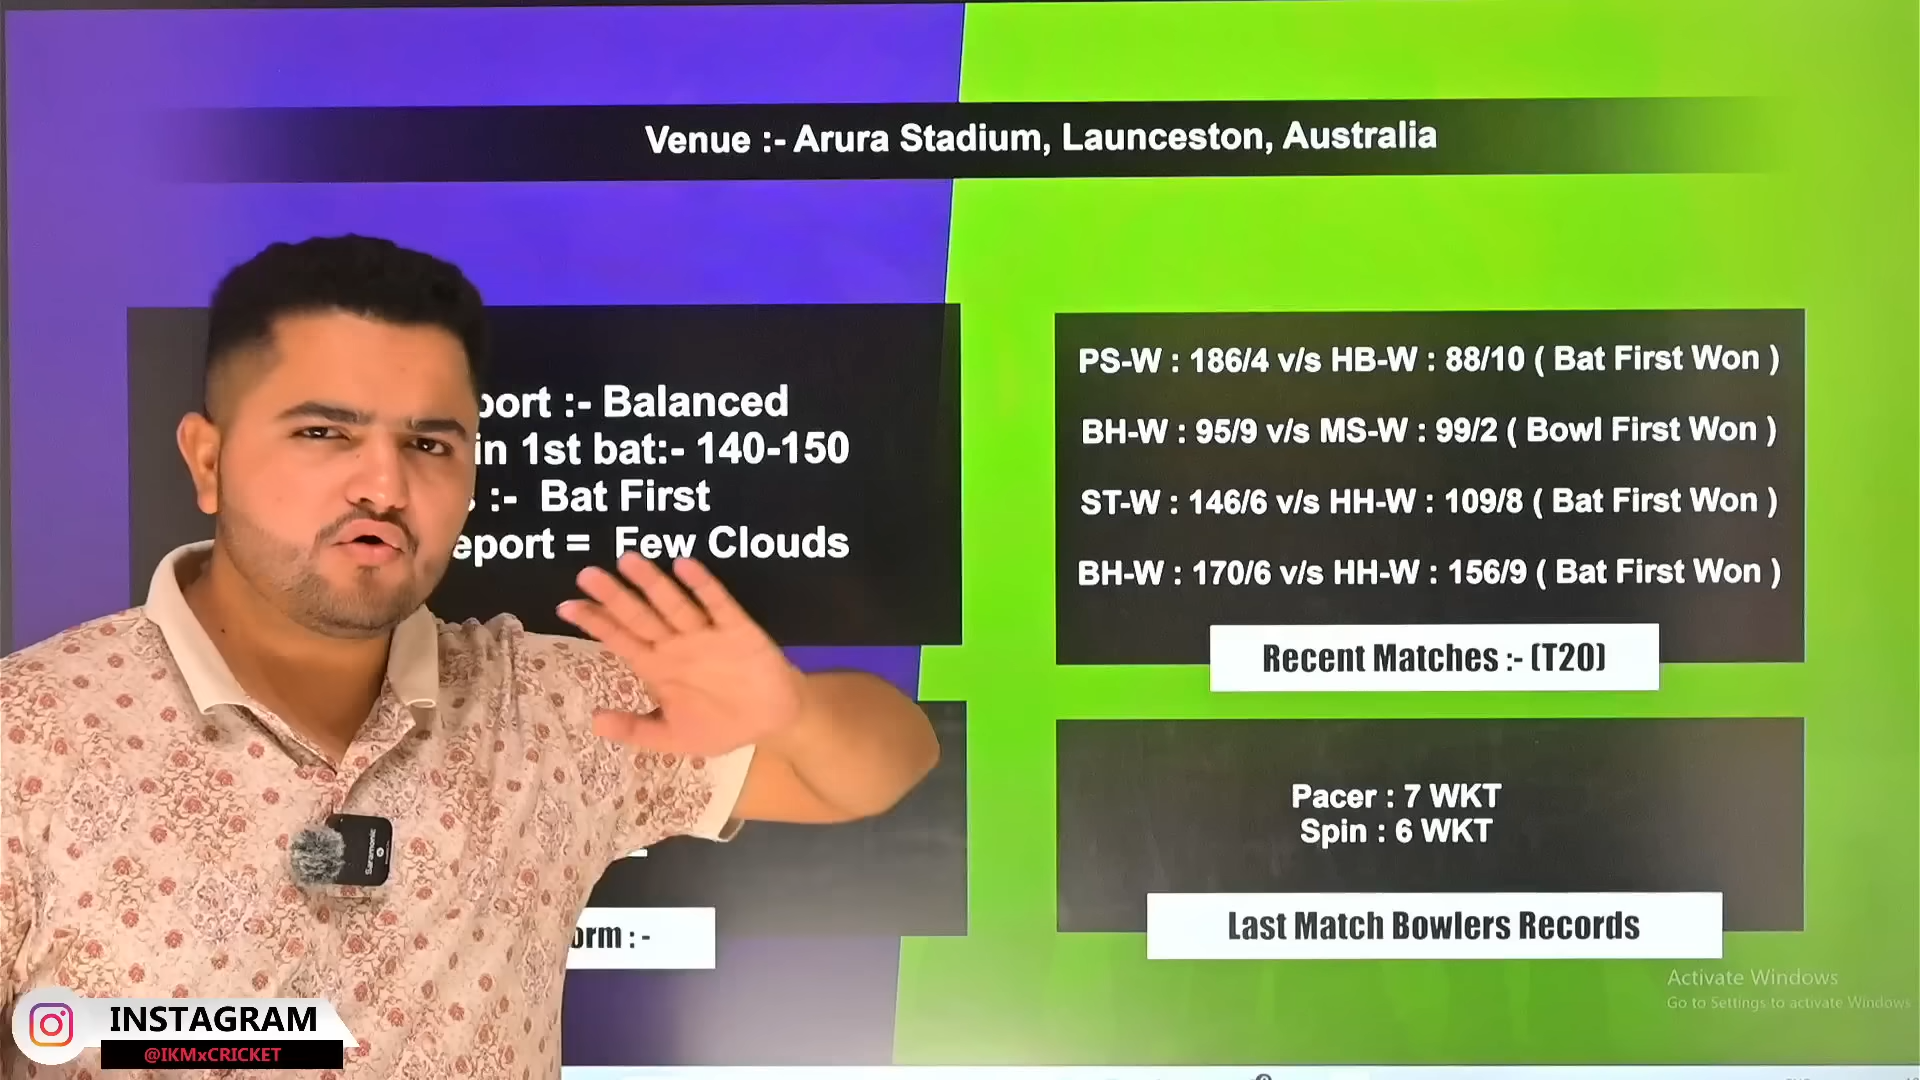 Venue :- Arura Stadium, Launceston, Australia
:- Balanced
in 1st bat:- 140-150
:- Bat First
= Few Clouds
PS-W : 186/4 v/s HB-W : 88/10 ( Bat First Won )
BH-W : 95/9 v/s MS-W : 99/2 ( Bowl First Won )
ST-W : 146/6 v/s HH-W : 109/8 ( Bat First Won )
BH-W : 170/6 v/s HH-W : 156/9 ( Bat First Won )
Recent Matches :- (T20)
Pacer : 7 WKT
Spin : 6 WKT
Last Match Bowlers Records
Saramonic
Activate Windows
Go to Settings to activate Windows
INSTAGRAM
@IKMxCRICKET